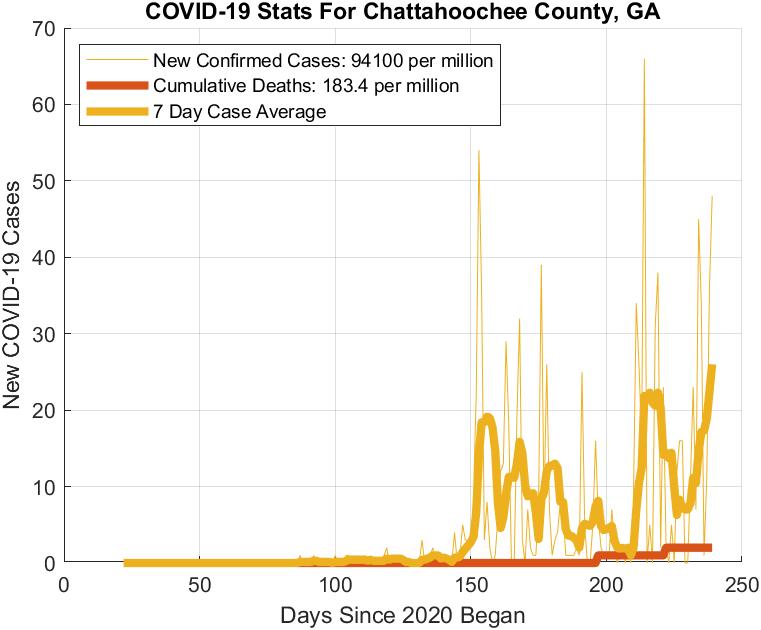 COVID-19 Stats For Chattahoochee County, GA
New Confirmed Cases: 94100 per million
Cumulative Deaths: 183.4 per million
7 Day Case Average
New COVID-19 Cases
70
60
50
40
30
20
10
0
0
50
100
150
200
250
Days Since 2020 Began